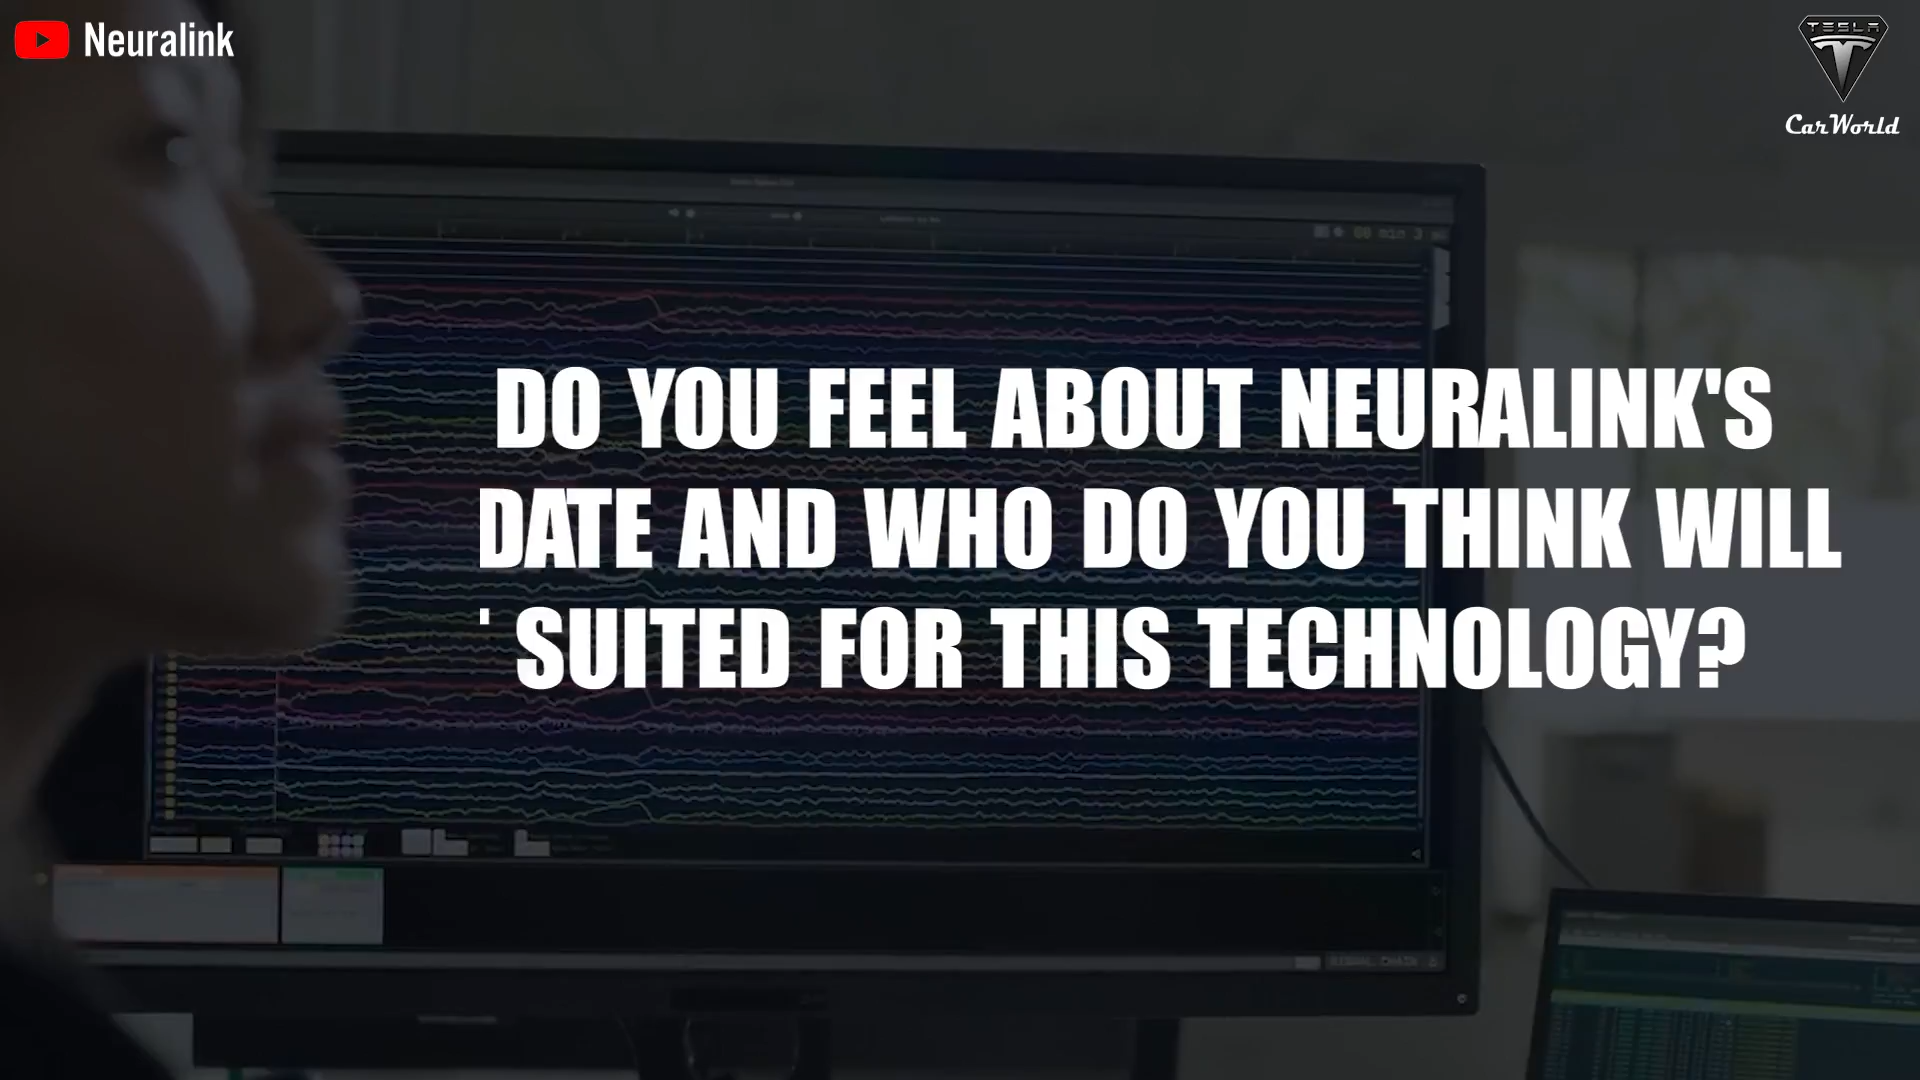 Neuralink
TESLA
CarWorld
DO YOU FEEL ABOUT NEURALINK'S
DATE AND WHO DO YOU THINK WILL
' SUITED FOR THIS TECHNOLOGY?